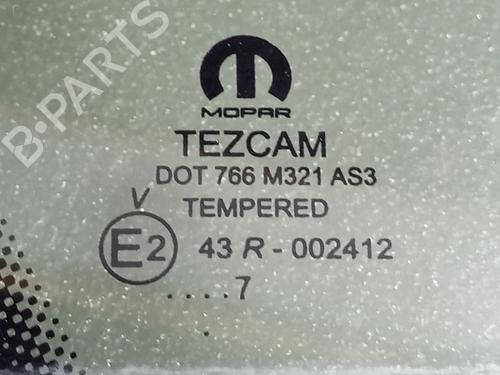 B-PARTS
MOPAR
TEZCAM
DOT 766 M321 AS3
TEMPERED
V
E2 43 R - 002412
....7